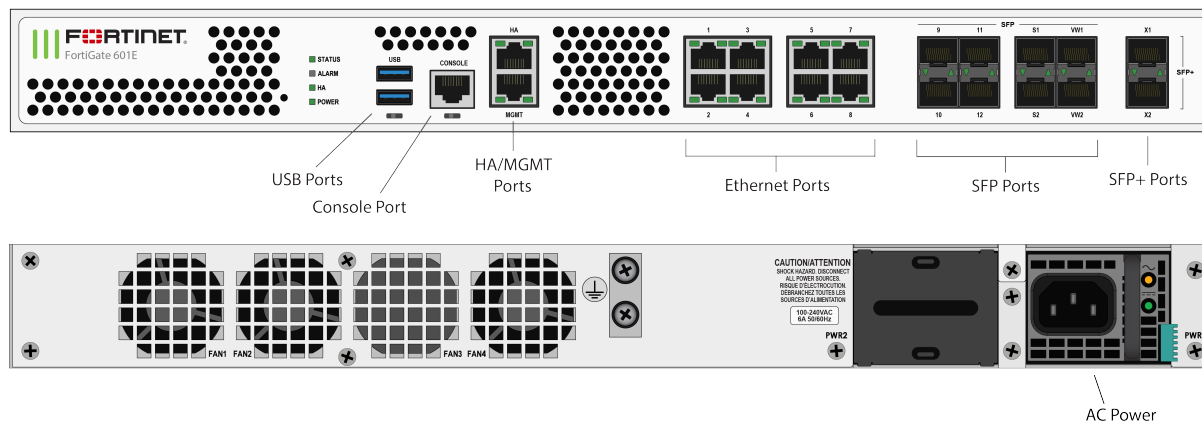 FORTINET
FortiGate 601E
STATUS
ALARM
HA
POWER
USB
CONSOLE
HA
MGMT
1 3
2 4
5 7
6 8
SFP
9 11 S1 VW1
10 12 S2 VW2
X1
X2
SFP+
USB Ports
Console Port
HA/MGMT
Ports
Ethernet Ports
SFP Ports
SFP+ Ports
FAN1 FAN2
FAN3 FAN4
CAUTION/ATTENTION
SHOCK HAZARD. DISCONNECT
ALL POWER SOURCES.
RISQUE D'ÉLECTROCUTION.
DÉBRANCHEZ TOUTES LES
SOURCES D'ALIMENTATION
100-240VAC
6A 50/60Hz
PWR2
PWR
AC Power